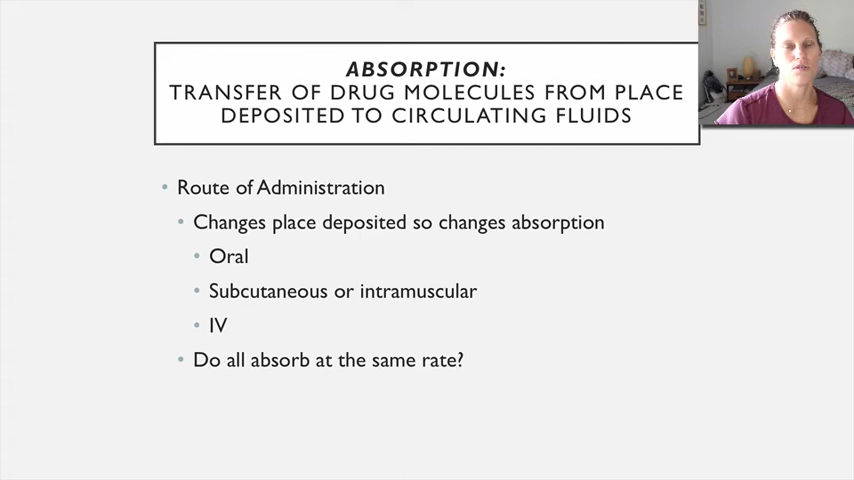 ABSORPTION:
TRANSFER OF DRUG MOLECULES FROM PLACE
DEPOSITED TO CIRCULATING FLUIDS
• Route of Administration
• Changes place deposited so changes absorption
• Oral
• Subcutaneous or intramuscular
• IV
• Do all absorb at the same rate?